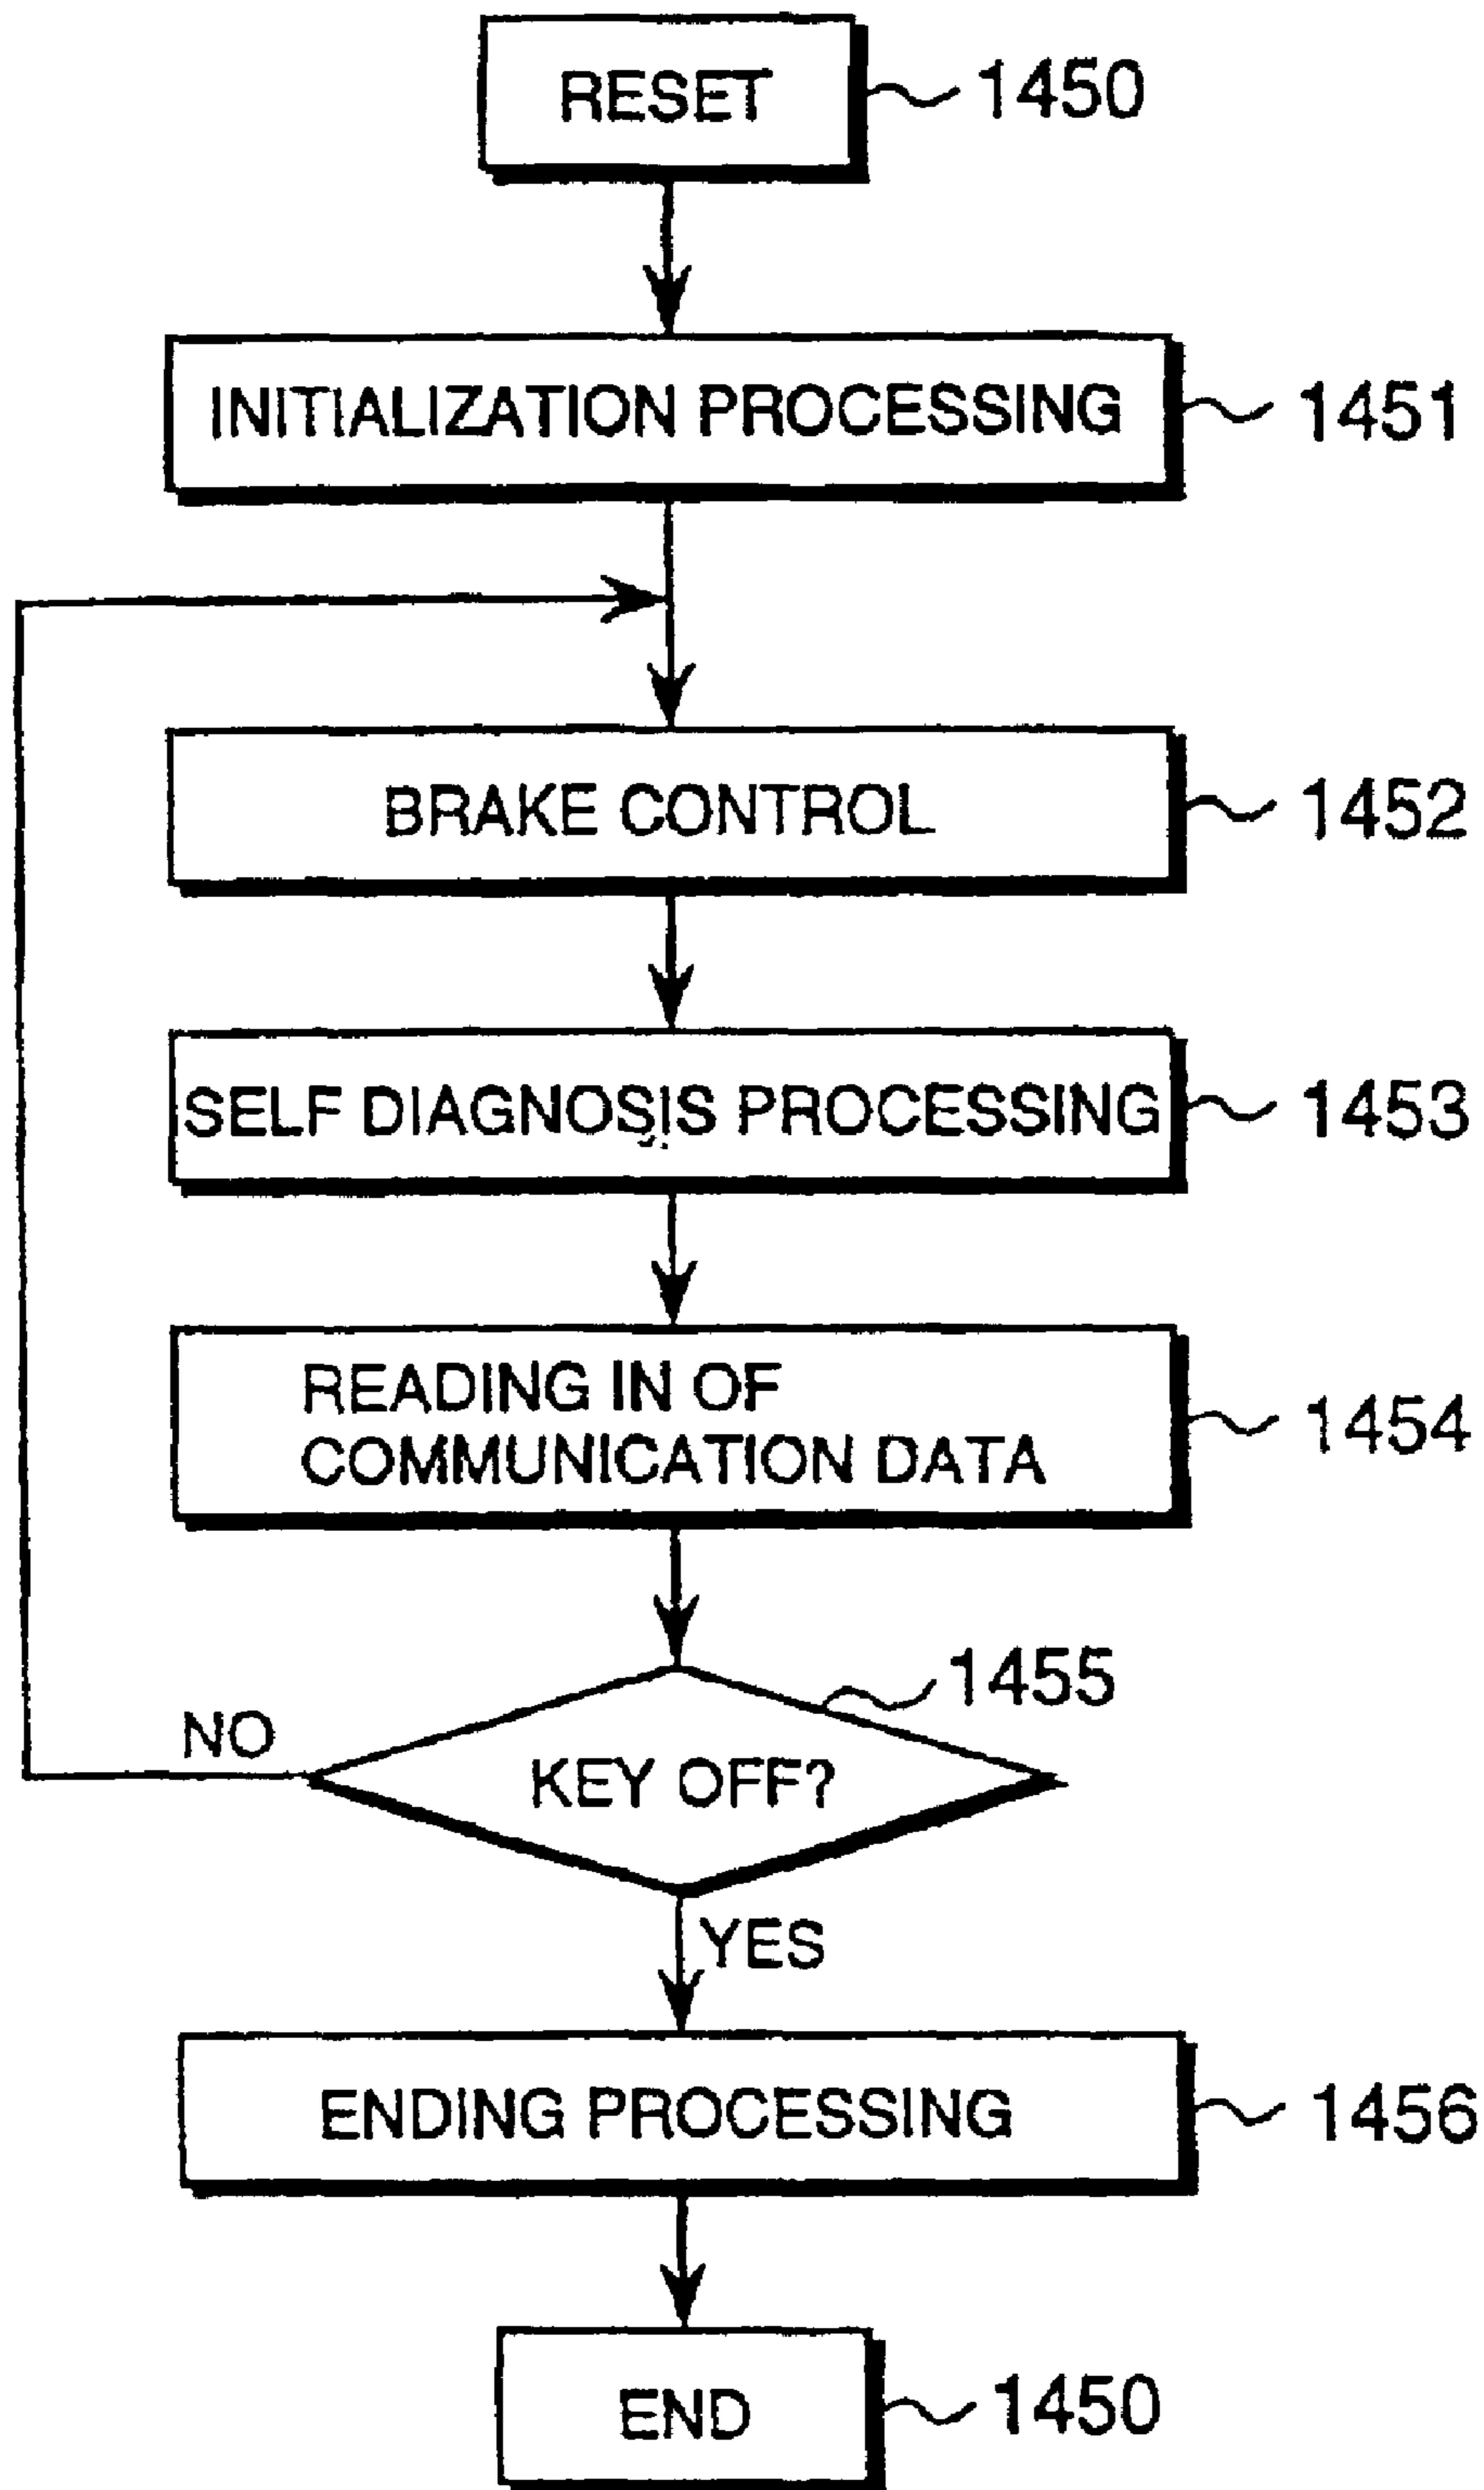 RESET
1450
INITIALIZATION PROCESSING
1451
BRAKE CONTROL
1452
SELF DIAGNOSIS PROCESSING
1453
READING IN OF
COMMUNICATION DATA
1454
1455
KEY OFF?
NO
YES
ENDING PROCESSING
1456
END
1450